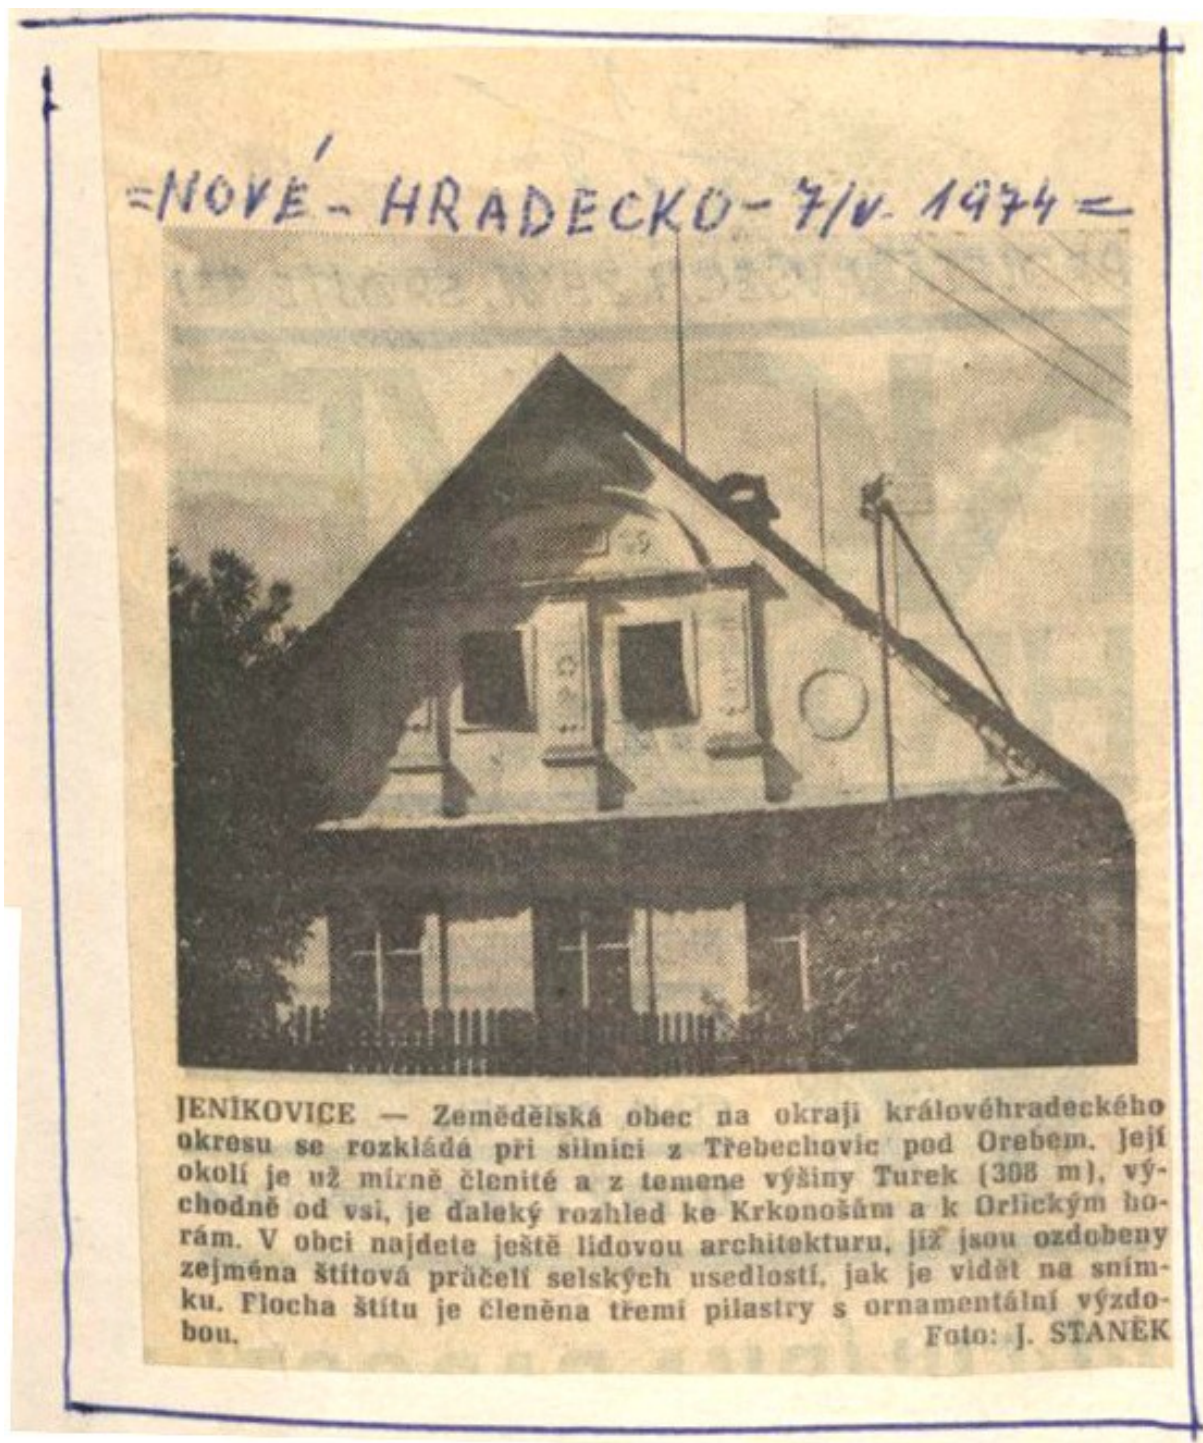 =NOVÉ - HRADECKO - 7/V. 1974 =
JENÍKOVICE — Zemědělská obec na okraji královéhradeckého
okresu se rozkládá při silnici z Třebechovic pod Orebem. Její
okolí je už mírně členité a z temene výšiny Turek (308 m), vý-
chodně od vsi, je daleký rozhled ke Krkonošům a k Orlickým ho-
rám. V obci najdete ještě lidovou architekturu, jíž jsou ozdobeny
zejména štítová průčelí selských usedlostí, jak je vidět na sním-
ku. Plocha štítu je členěna třemi pilastry s ornamentální výzdo-
bou. Foto: J. STANĚK